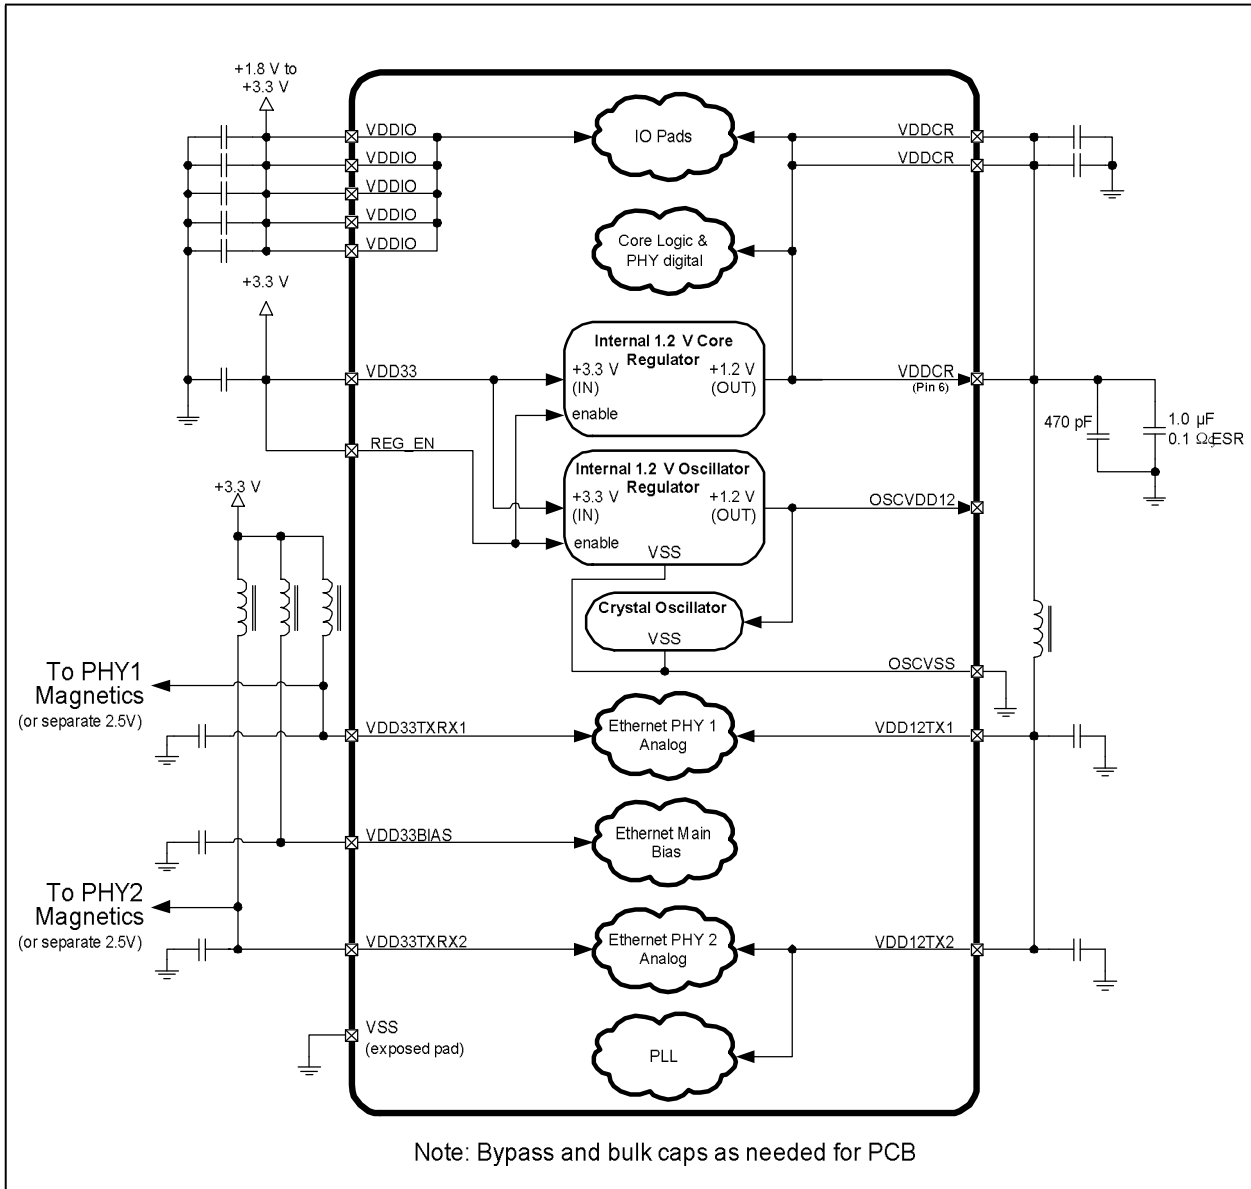 +1.8 V to
+3.3 V
VDDIO
VDDIO
VDDIO
VDDIO
VDDIO
IO Pads
VDDCR
VDDCR
Core Logic &
PHY digital
+3.3 V
Internal 1.2 V Core
Regulator
+3.3 V
(IN)
+1.2 V
(OUT)
enable
VDD33
VDDCR
(Pin 6)
470 pF
1.0 µF
0.1 Ω ESR
REG_EN
Internal 1.2 V Oscillator
Regulator
+3.3 V
(IN)
+1.2 V
(OUT)
enable
VSS
OSCVDD12
+3.3 V
Crystal Oscillator
VSS
OSCVSS
To PHY1
Magnetics
(or separate 2.5V)
VDD33TXRX1
Ethernet PHY 1
Analog
VDD12TX1
VDD33BIAS
Ethernet Main
Bias
To PHY2
Magnetics
(or separate 2.5V)
VDD33TXRX2
Ethernet PHY 2
Analog
VDD12TX2
VSS
(exposed pad)
PLL
Note: Bypass and bulk caps as needed for PCB